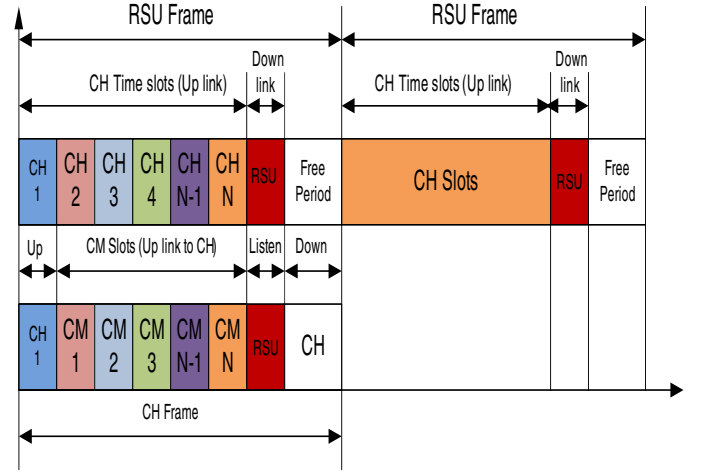 RSU Frame RSU Frame
Down
link
Down
link
CH Time slots (Up link) CH Time slots (Up link)
CH
1
CH
2
CH
3
CH
4
CH
N-1
CH
N
RSU
Free
Period
CH Slots
RSU
Free
Period
Up CM Slots (Up link to CH) Listen Down
CH
1
CM
1
CM
2
CM
3
CM
N-1
CM
N
RSU
CH
CH Frame